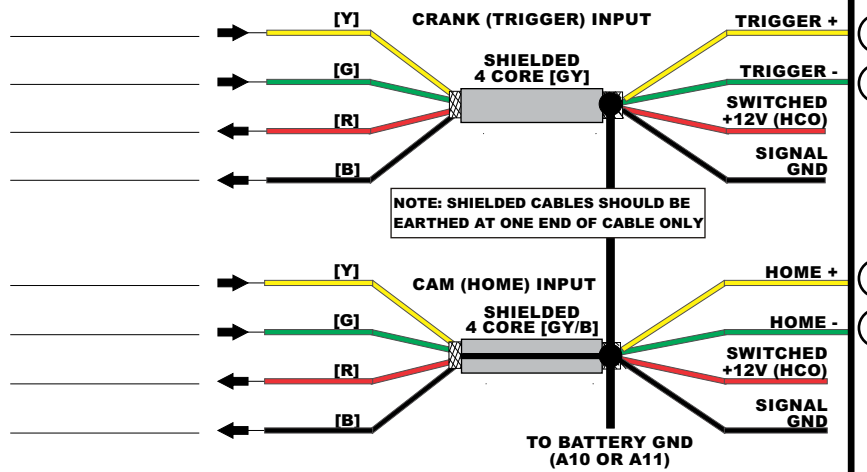 [Y]
CRANK (TRIGGER) INPUT
TRIGGER +
[G]
SHIELDED
4 CORE [GY]
TRIGGER -
[R]
SWITCHED
+12V (HCO)
[B]
SIGNAL
GND
NOTE: SHIELDED CABLES SHOULD BE
EARTHED AT ONE END OF CABLE ONLY
[Y]
CAM (HOME) INPUT
HOME +
[G]
SHIELDED
4 CORE [GY/B]
HOME -
[R]
SWITCHED
+12V (HCO)
[B]
SIGNAL
GND
TO BATTERY GND
(A10 OR A11)